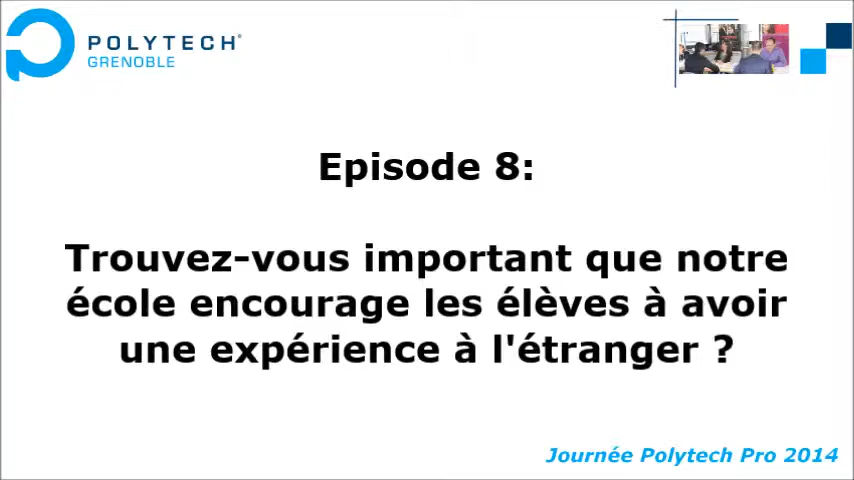 POLYTECH®
GRENOBLE
Episode 8:
Trouvez-vous important que notre
école encourage les élèves à avoir
une expérience à l'étranger ?
Journée Polytech Pro 2014